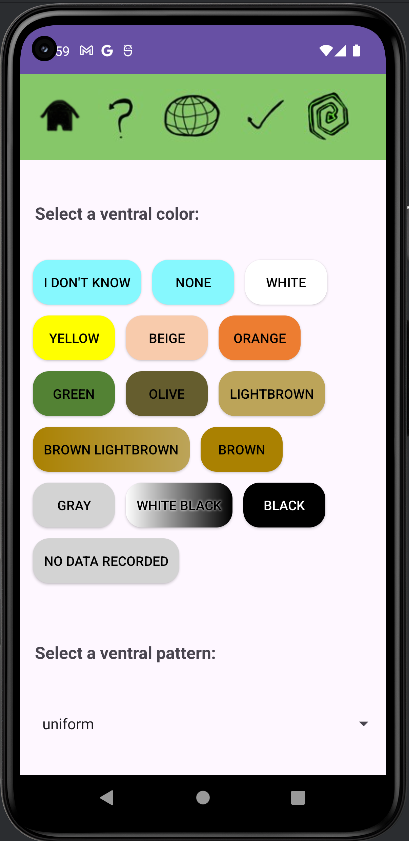 59
Select a ventral color:
I DON'T KNOW NONE WHITE
YELLOW BEIGE ORANGE
GREEN OLIVE LIGHTBROWN
BROWN LIGHTBROWN BROWN
GRAY WHITE BLACK BLACK
NO DATA RECORDED
Select a ventral pattern:
uniform